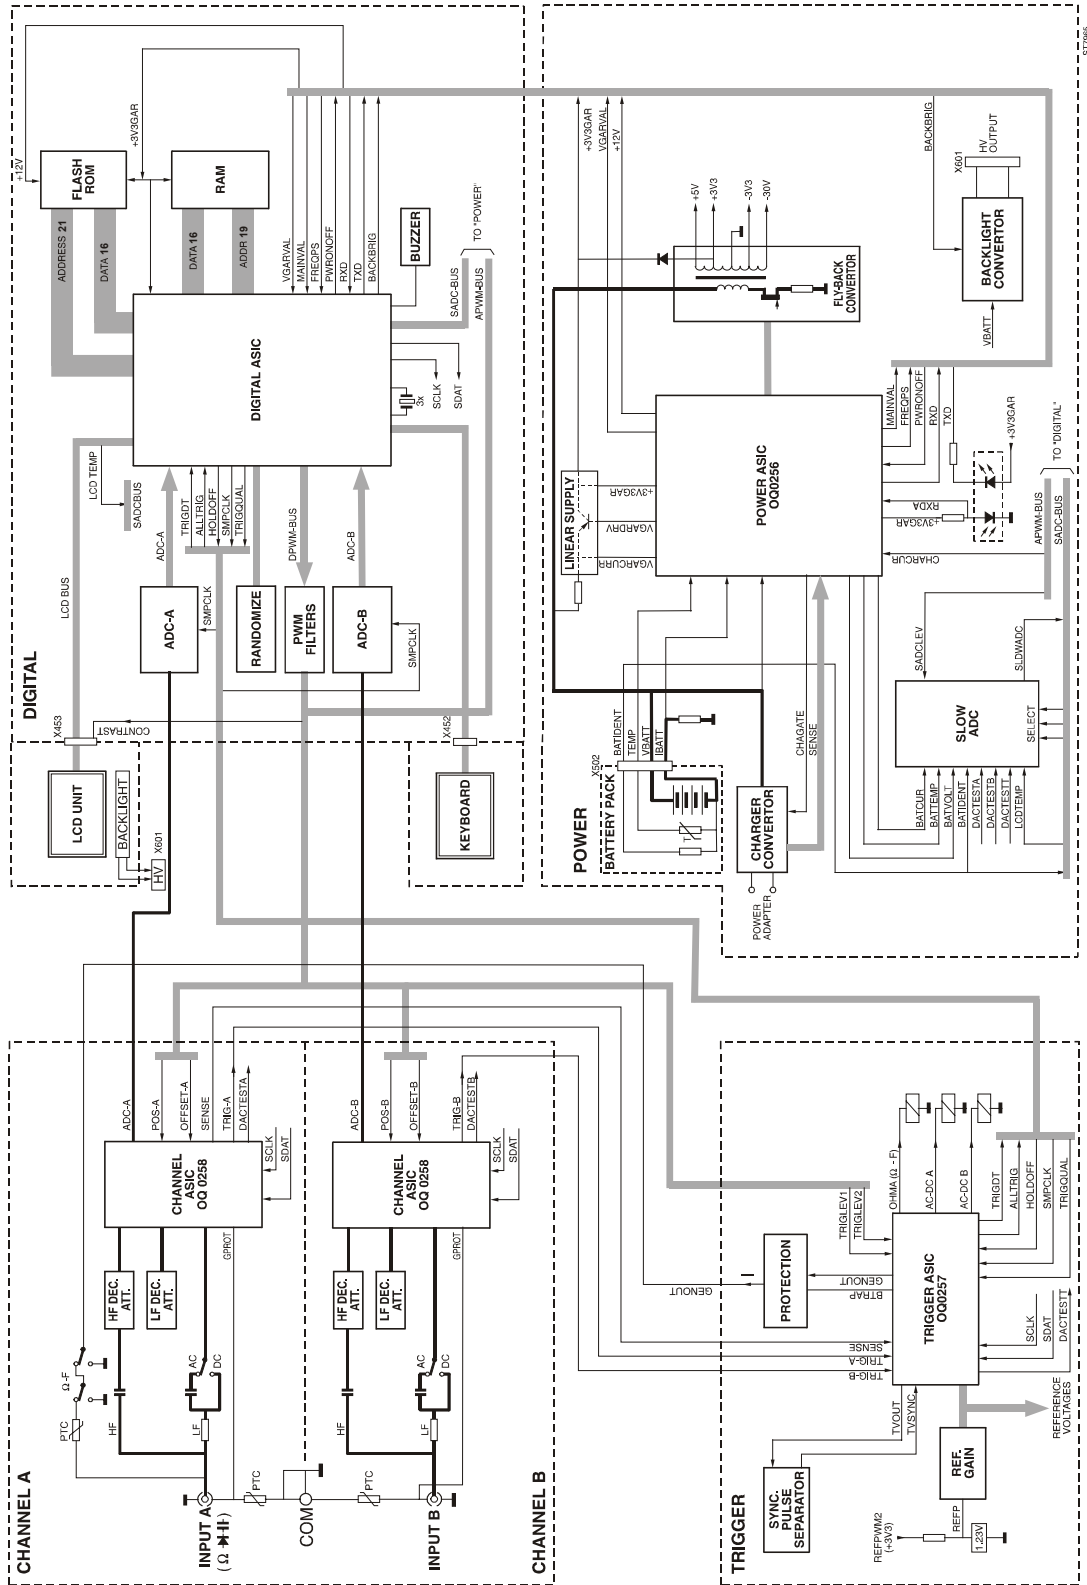 DIGITAL
+12V
+3V3GAR
FLASH
ROM
RAM
ADDRESS 21
DATA 16
DATA 16
ADDR 19
VGARVAL
MAINVAL
FREQPS
PWRONOFF
RXD
TXD
BACKBRIG
BUZZER
SADC-BUS
APWM-BUS
TO "POWER"
DIGITAL ASIC
3x
SCLK
SDAT
LCD TEMP
SADCBUS
LCD BUS
ADC-A
TRIGDT
ALLTRIG
HOLDOFF
SMPCLK
TRIGQUAL
DPWM-BUS
ADC-B
ADC-A
SMPCLK
RANDOMIZE
PWM
FILTERS
ADC-B
SMPCLK
X453
CONTRAST
X452
LCD UNIT
BACKLIGHT
HV
X601
KEYBOARD
POWER
+3V3GAR
VGARVAL
+12V
+5V
+3V3
-3V3
-30V
FLY-BACK
CONVERTOR
BACKBRIG
X601
HV
OUTPUT
BACKLIGHT
CONVERTOR
VBATT
LINEAR SUPPLY
+3V3GAR
VGARDRV
VGARCURR
POWER ASIC
OQ0256
MAINVAL
FREQPS
PWRONOFF
RXD
TXD
+3V3GAR
RXDA
+3V3GAR
CHARCUR
TO "DIGITAL"
APWM-BUS
SADC-BUS
SADCLEV
SLDWADC
SLOW
ADC
SELECT
BATCUR
BATTEMP
BATVOLT
BATIDENT
DACTESTA
DACTESTB
DACTESTT
LCDTEMP
X502
BATIDENT
TEMP
VBATT
IBATT
BATTERY PACK
T
CHAGATE
SENSE
CHARGER
CONVERTOR
POWER
ADAPTER
CHANNEL A
ADC-A
POS-A
OFFSET-A
SENSE
TRIG-A
DACTESTA
CHANNEL
ASIC
OQ 0258
SCLK
SDAT
GPROT
HF DEC.
ATT.
LF DEC.
ATT.
Ω-F
PTC
HF
LF
AC
DC
INPUT A
PTC
COM
PTC
INPUT B
CHANNEL B
ADC-B
POS-B
OFFSET-B
TRIG-B
DACTESTB
CHANNEL
ASIC
OQ 0258
SCLK
SDAT
GPROT
HF DEC.
ATT.
LF DEC.
ATT.
HF
LF
AC
DC
TRIGGER
TRIGLEV1
TRIGLEV2
OHMA (Ω - F)
AC-DC A
AC-DC B
TRIGDT
ALLTRIG
HOLDOFF
SMPCLK
TRIGQUAL
GENOUT
PROTECTION
GENOUT
BTRAP
TRIGGER ASIC
OQ0257
SENSE
TRIG-A
TRIG-B
SCLK
SDAT
DACTESTT
TVOUT
TVSYNC
SYNC.
PULSE
SEPARATOR
REF.
GAIN
REFERENCE
VOLTAGES
REFP
REFPWM2
(+3V3)
1.23V